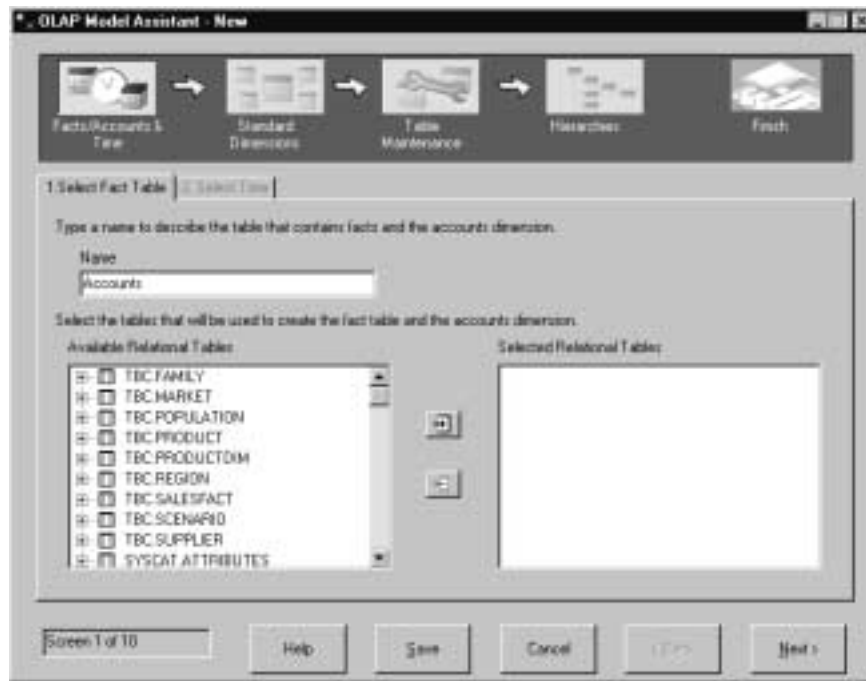 OLAP Model Assistant - New
Facts/Accounts & Time
Standard Dimensions
Table Maintenance
Hierarchies
Finish
1.Select Fact Table
2. Select Time
Type a name to describe the table that contains facts and the accounts dimension.
Name
Accounts
Select the tables that will be used to create the fact table and the accounts dimension.
Available Relational Tables
Selected Relational Tables
TBC.FAMILY
TBC.MARKET
TBC.POPULATION
TBC.PRODUCT
TBC.PRODUCTDIM
TBC.REGION
TBC.SALESFACT
TBC.SCENARIO
TBC.SUPPLIER
SYSCAT.ATTRIBUTES
Screen 1 of 10
Help
Save
Cancel
Next >